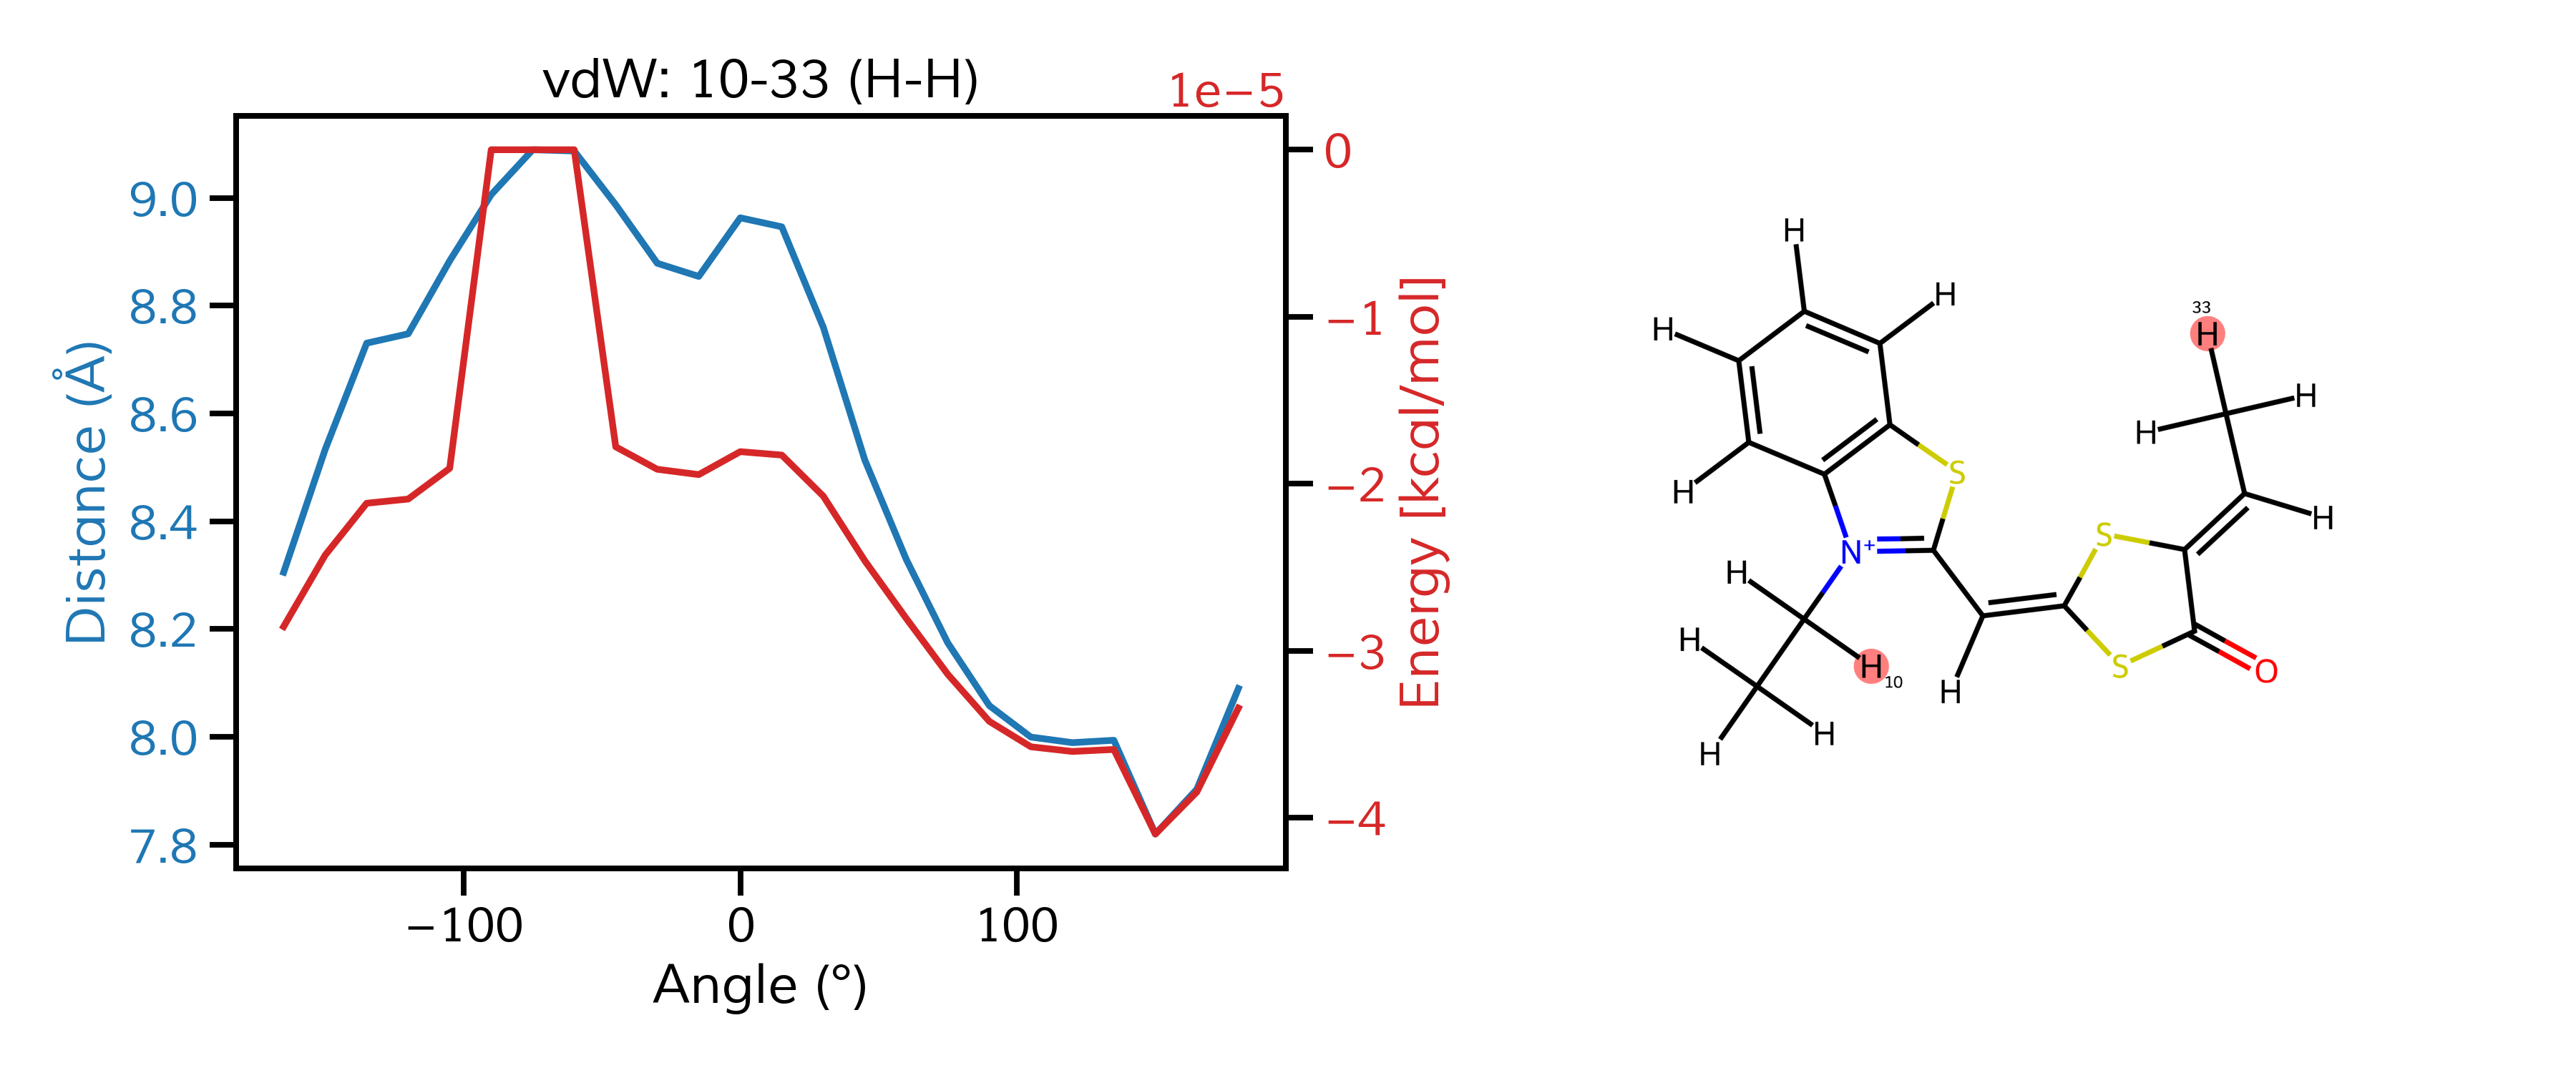 vdW: 10-33 (H-H)
1e−5
Distance (Å)
9.0
8.8
8.6
8.4
8.2
8.0
7.8
0
−1
−2
−3
−4
Energy [kcal/mol]
−100
0
100
Angle (°)
H
H
H
H
33
H
H
H
H
S
S
N+
H
H
H
10
S
O
H
H
H